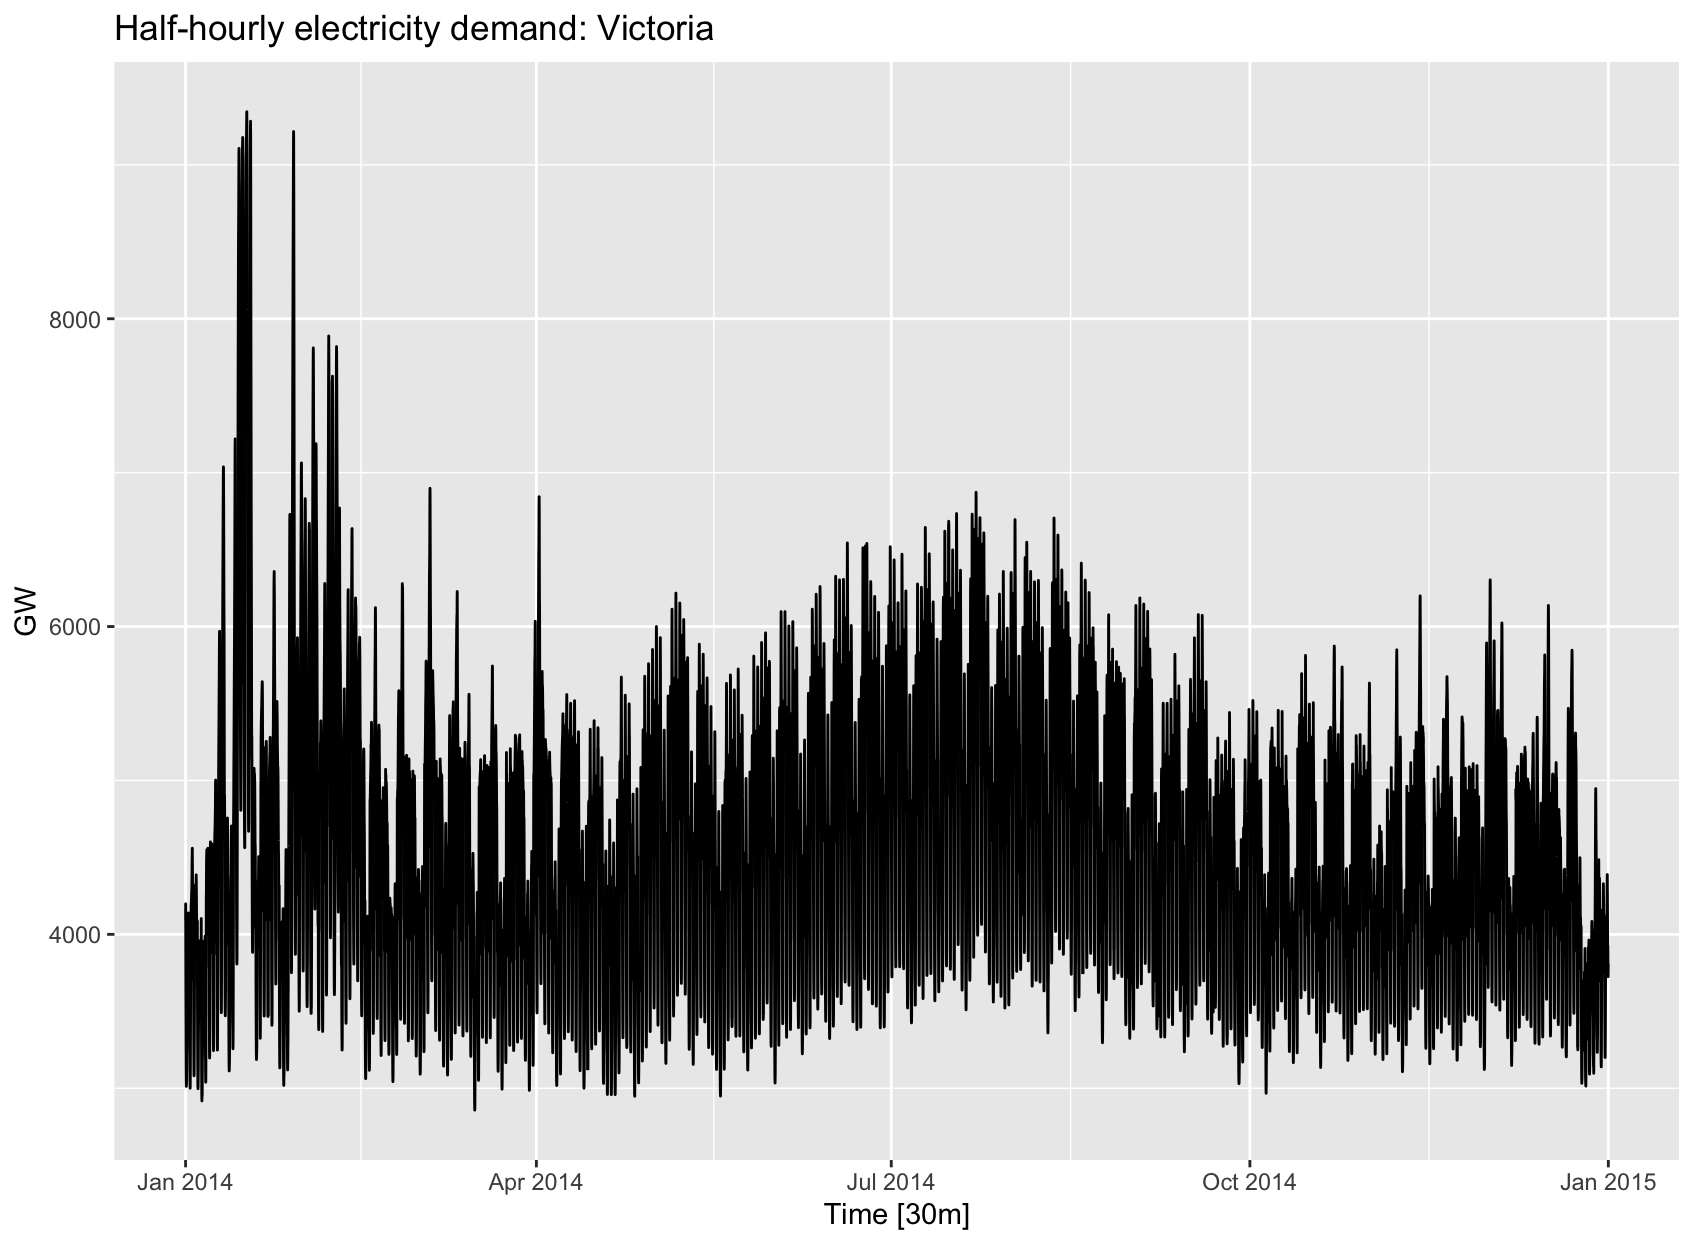 Half-hourly electricity demand: Victoria
GW
8000
6000
4000
Jan 2014 Apr 2014 Jul 2014 Oct 2014 Jan 2015
Time [30m]